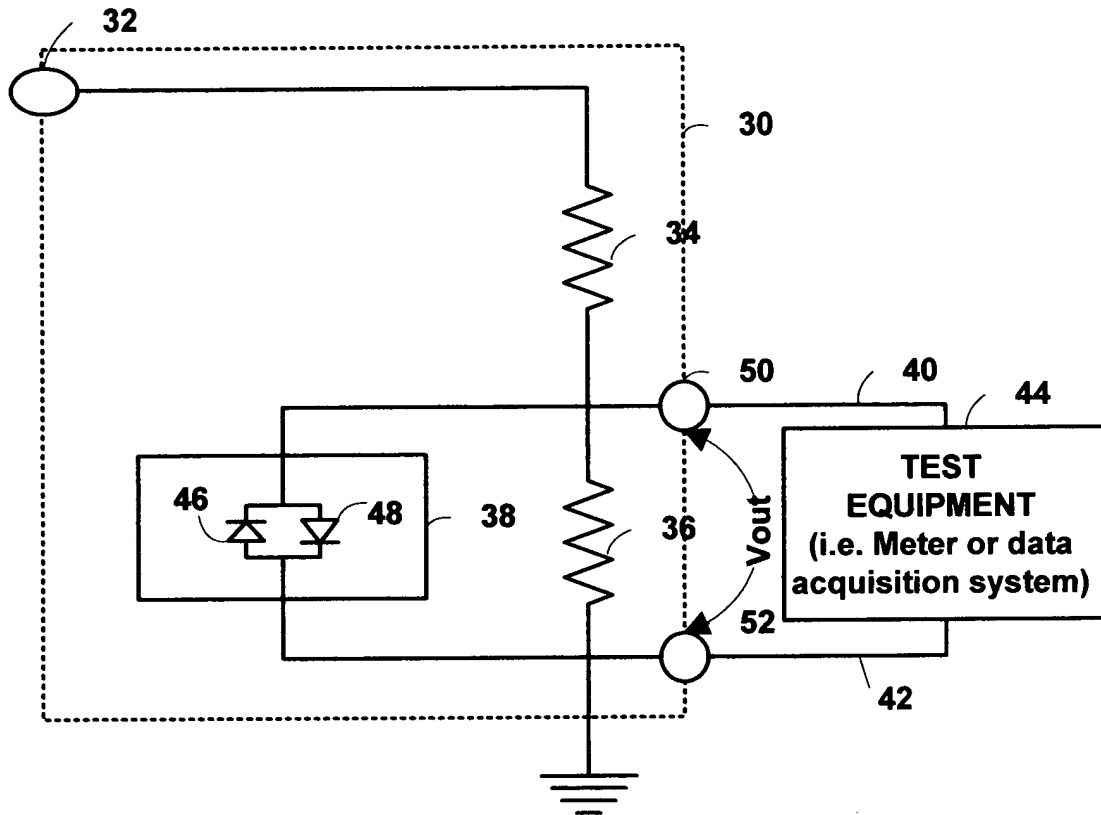 32
30
34
50
40
44
TEST
EQUIPMENT
(i.e. Meter or data
acquisition system)
46
48
38
36
Vout
52
42